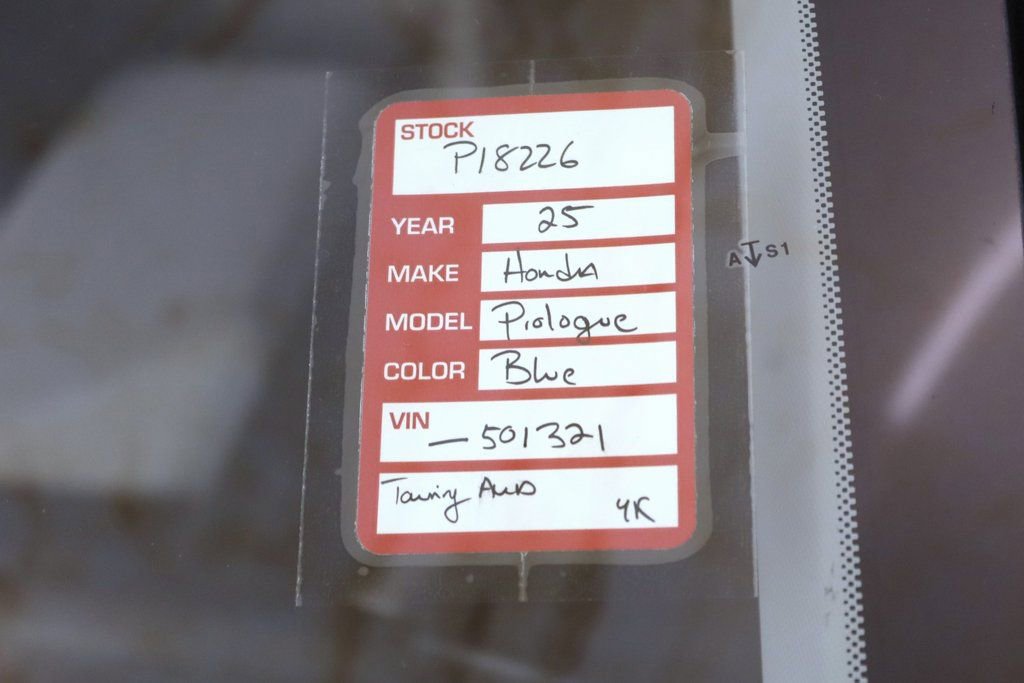 STOCK
P18226
YEAR 25
MAKE Honda
MODEL Prologue
COLOR Blue
VIN
-501321
Touring AWD
4K
A S1